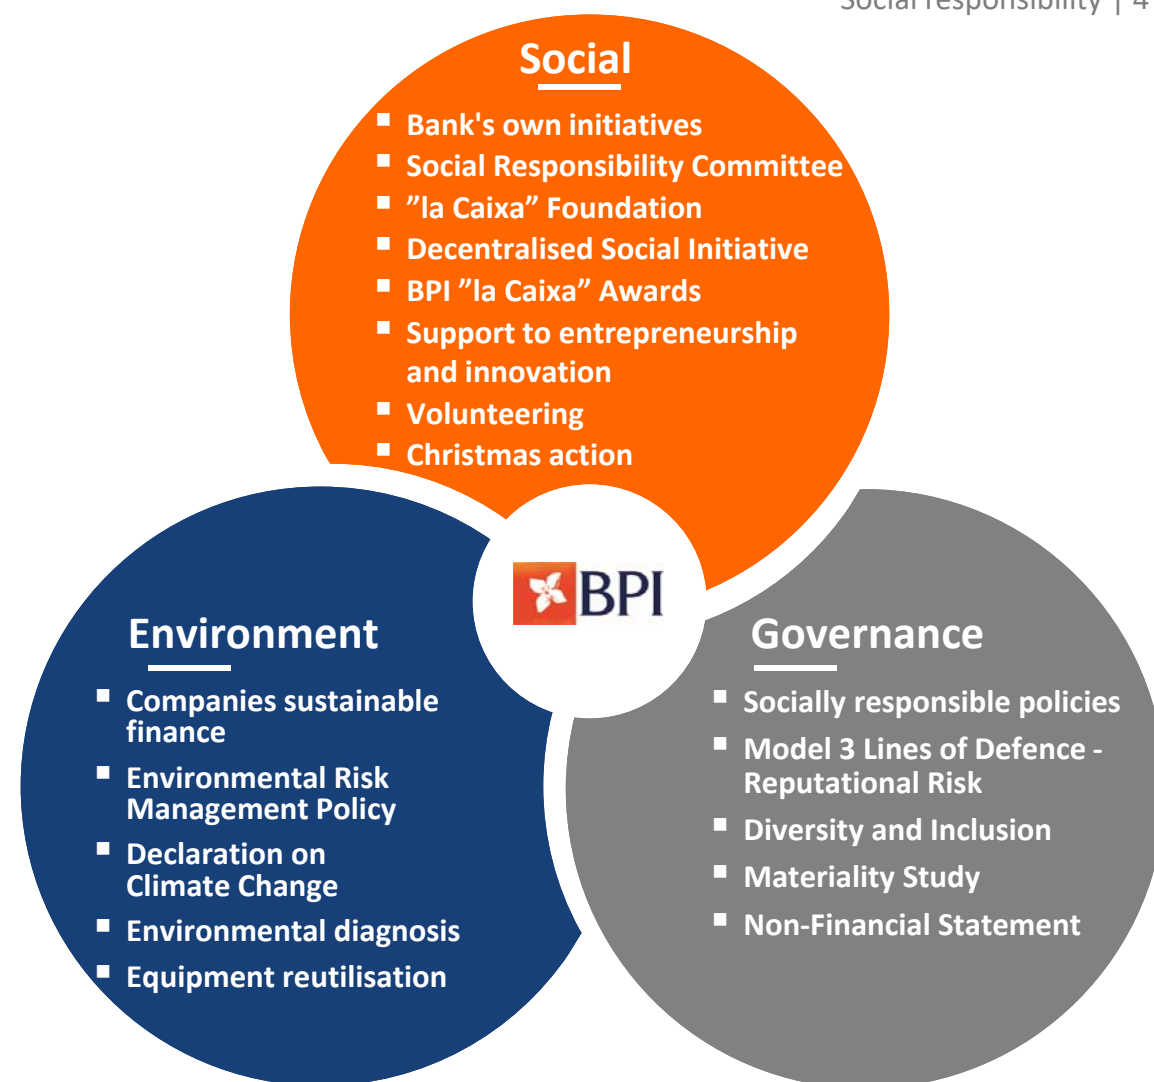 Social responsibility | 4
Social
▪ Bank's own initiatives
▪ Social Responsibility Committee
▪ ”la Caixa” Foundation
▪ Decentralised Social Initiative
▪ BPI ”la Caixa” Awards
▪ Support to entrepreneurship
and innovation
▪ Volunteering
▪ Christmas action
BPI
Environment
▪ Companies sustainable
finance
▪ Environmental Risk
Management Policy
▪ Declaration on
Climate Change
▪ Environmental diagnosis
▪ Equipment reutilisation
Governance
▪ Socially responsible policies
▪ Model 3 Lines of Defence -
Reputational Risk
▪ Diversity and Inclusion
▪ Materiality Study
▪ Non-Financial Statement